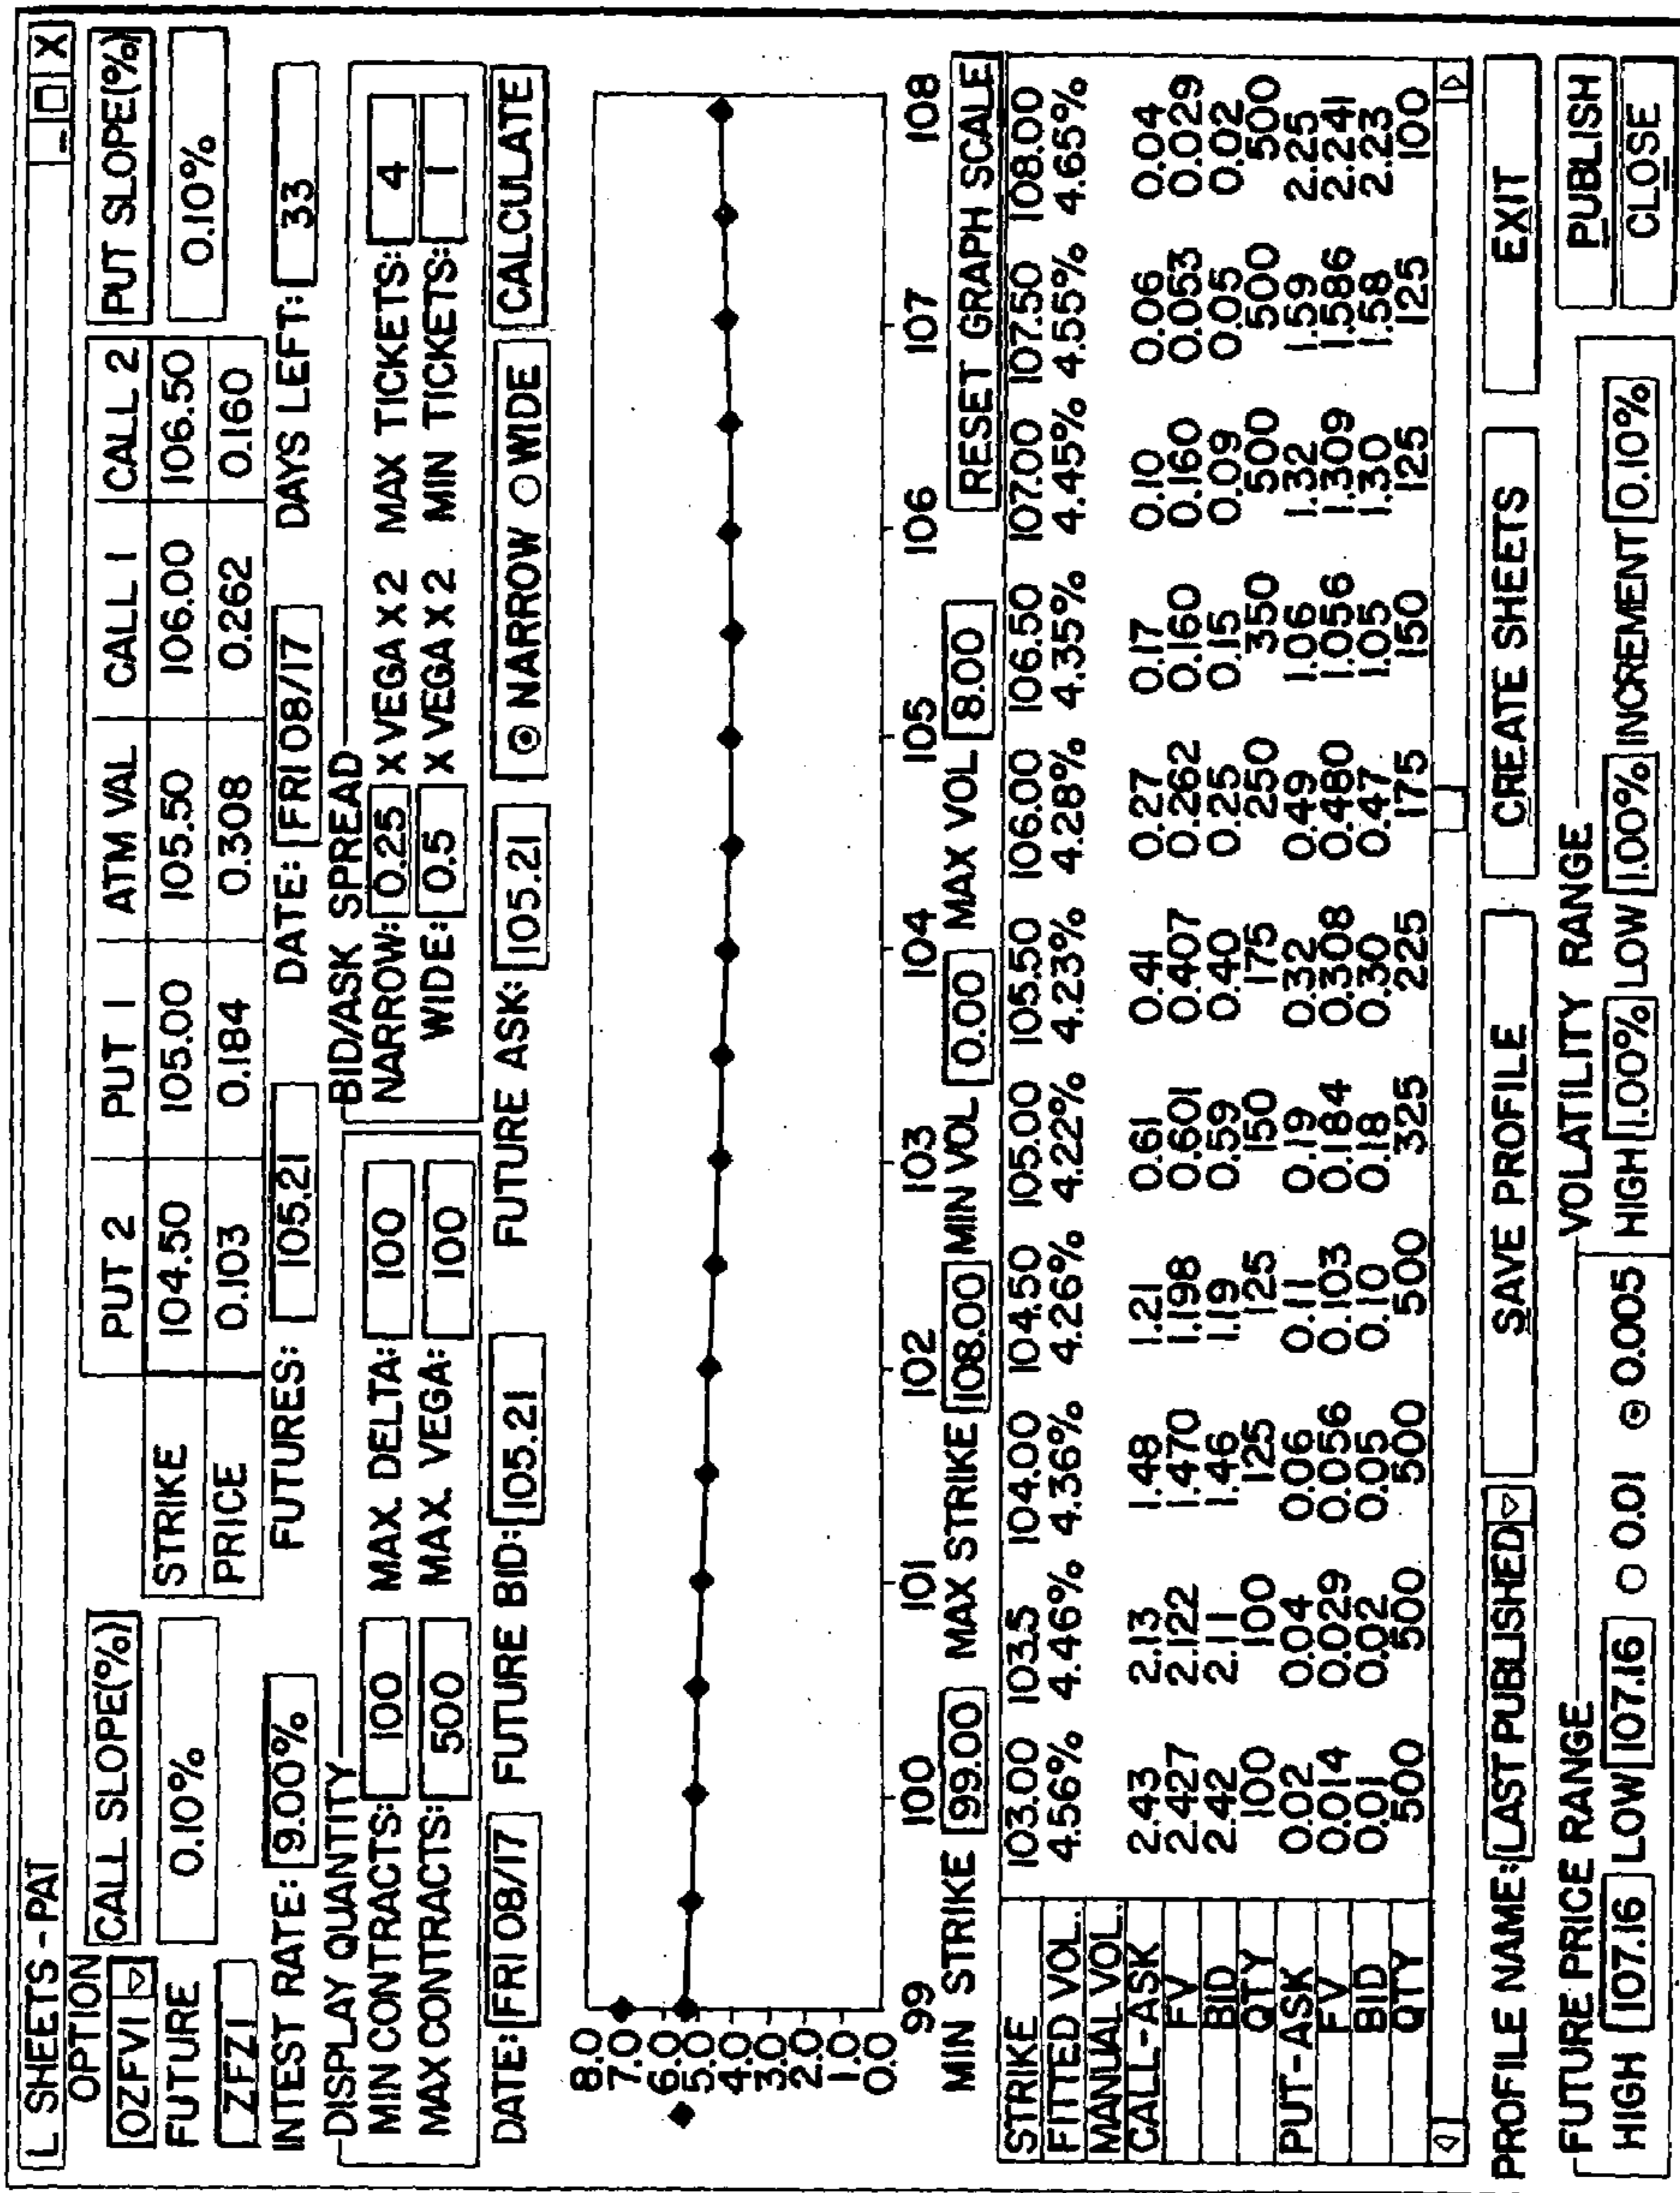 L SHEETS - PAT _ □ X
OPTION CALL SLOPE(%) PUT 2 PUT 1 ATM VAL CALL 1 CALL 2 PUT SLOPE(%)
OZFVI STRIKE 104.50 105.00 105.50 106.00 106.50
FUTURE 0.10% PRICE 0.103 0.184 0.308 0.262 0.160 0.10%
ZFZ1
INTEST RATE: 9.00% FUTURES: 105.21 DATE: FRI 08/17 DAYS LEFT: 33
DISPLAY QUANTITY BID/ASK SPREAD
MIN CONTRACTS: 100 MAX. DELTA: 100 NARROW: 0.25 X VEGA X 2 MAX TICKETS: 4
MAX CONTRACTS: 500 MAX. VEGA: 100 WIDE: 0.5 X VEGA X 2 MIN TICKETS: 1
DATE: FRI 08/17 FUTURE BID: 105.21 FUTURE ASK: 105.21 NARROW WIDE CALCULATE
8.0
7.0
6.0
5.0
4.0
3.0
2.0
1.0
0.0
99 100 101 102 103 104 105 106 107 108
MIN STRIKE 99.00 MAX STRIKE 108.00 MIN VOL 0.00 MAX VOL 8.00 RESET GRAPH SCALE
STRIKE 103.00 103.5 104.00 104.50 105.00 105.50 106.00 106.50 107.00 107.50 108.00
FITTED VOL. 4.56% 4.46% 4.36% 4.26% 4.22% 4.23% 4.28% 4.35% 4.45% 4.55% 4.65%
MANUAL VOL.
CALL-ASK 2.43 2.13 1.48 1.21 0.61 0.41 0.27 0.17 0.10 0.06 0.04
FV 2.427 2.122 1.470 1.198 0.601 0.407 0.262 0.160 0.160 0.053 0.029
BID 2.42 2.11 1.46 1.19 0.59 0.40 0.25 0.15 0.09 0.05 0.02
QTY 100 100 125 125 150 175 250 350 500 500 500
PUT-ASK 0.02 0.04 0.06 0.11 0.19 0.32 0.49 1.06 1.32 1.59 2.25
FV 0.014 0.029 0.056 0.103 0.184 0.308 0.480 1.056 1.309 1.586 2.241
BID 0.01 0.02 0.05 0.10 0.18 0.30 0.47 1.05 1.30 1.58 2.23
QTY 500 500 500 500 325 225 175 150 125 125 100
PROFILE NAME: LAST PUBLISHED SAVE PROFILE CREATE SHEETS EXIT
FUTURE PRICE RANGE VOLATILITY RANGE PUBLISH
HIGH 107.16 LOW 107.16 0.01 0.005 HIGH 1.00% LOW 1.00% INCREMENT 0.10% CLOSE